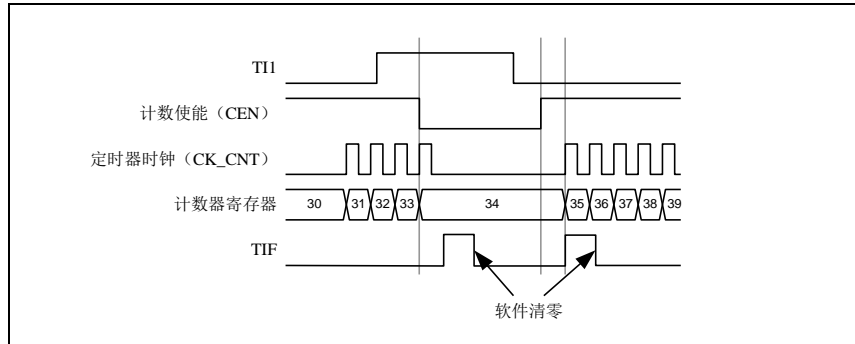 TI1
计数使能（CEN）
定时器时钟（CK_CNT）
计数器寄存器
30 31 32 33 34 35 36 37 38 39
TIF
软件清零